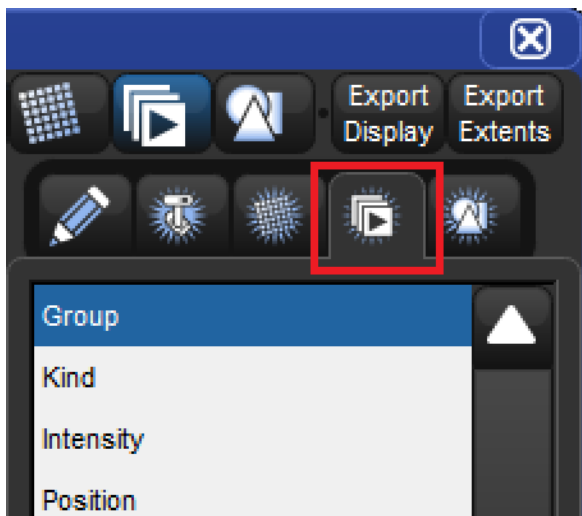 Export Display
Export Extents
Group
Kind
Intensity
Position